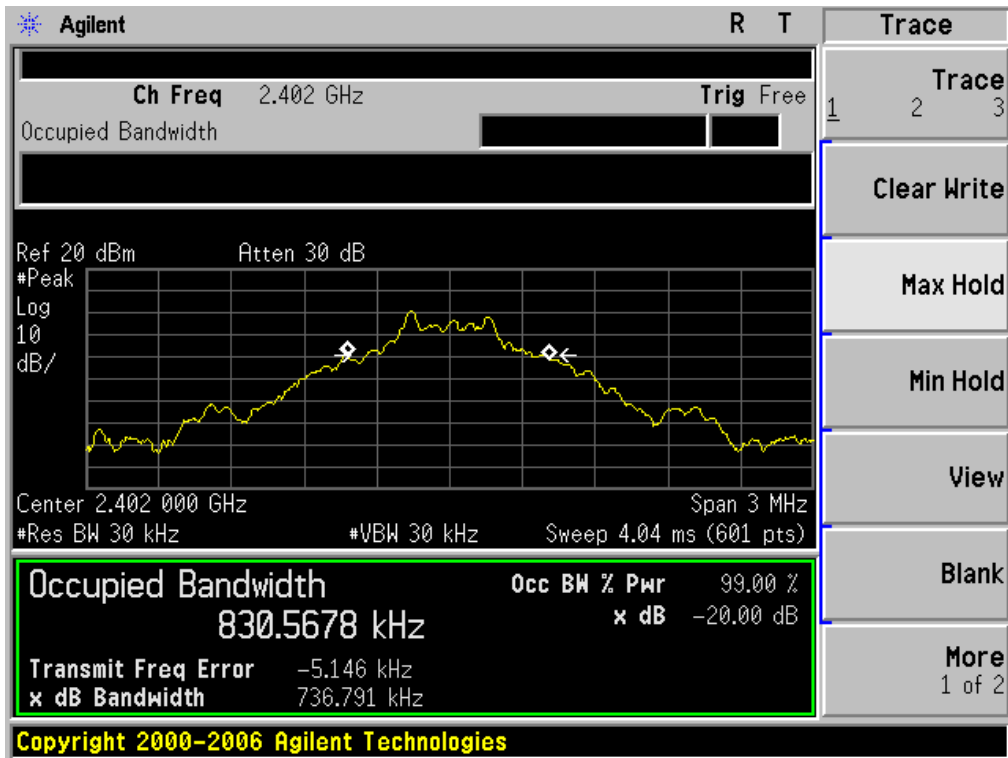 Agilent R T Trace
Ch Freq 2.402 GHz Trig Free
Occupied Bandwidth
Ref 20 dBm Atten 30 dB
#Peak
Log
10
dB/
Center 2.402 000 GHz Span 3 MHz
#Res BW 30 kHz #VBW 30 kHz Sweep 4.04 ms (601 pts)
Occupied Bandwidth
830.5678 kHz
Occ BW % Pwr 99.00 %
x dB -20.00 dB
Transmit Freq Error -5.146 kHz
x dB Bandwidth 736.791 kHz
Copyright 2000-2006 Agilent Technologies
Trace
1 2 3
Clear Write
Max Hold
Min Hold
View
Blank
More
1 of 2